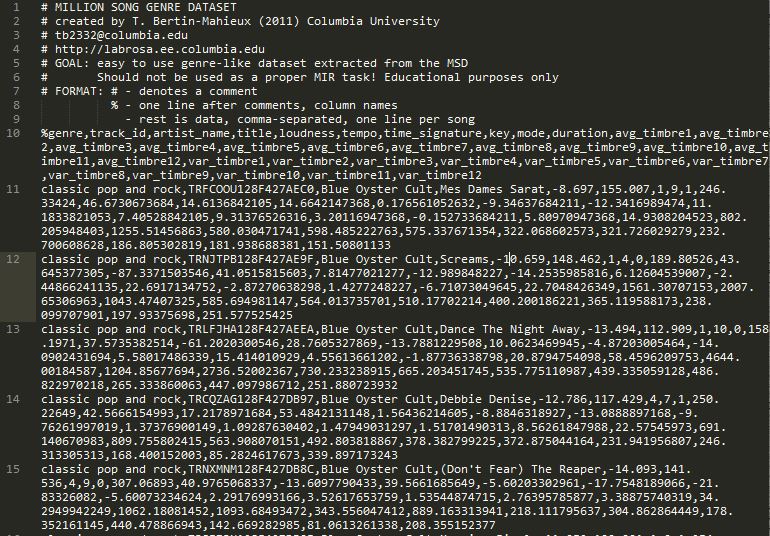 1 # MILLION SONG GENRE DATASET
2 # created by T. Bertin-Mahieux (2011) Columbia University
3 # tb2332@columbia.edu
4 # http://labrosa.ee.columbia.edu
5 # GOAL: easy to use genre-like dataset extracted from the MSD
6 # Should not be used as a proper MIR task! Educational purposes only
7 # FORMAT: # - denotes a comment
8 % - one line after comments, column names
9 - rest is data, comma-separated, one line per song
10 %genre,track_id,artist_name,title,loudness,tempo,time_signature,key,mode,duration,avg_timbre1,avg_timbre
2,avg_timbre3,avg_timbre4,avg_timbre5,avg_timbre6,avg_timbre7,avg_timbre8,avg_timbre9,avg_timbre10,avg_t
imbre11,avg_timbre12,var_timbre1,var_timbre2,var_timbre3,var_timbre4,var_timbre5,var_timbre6,var_timbre7
,var_timbre8,var_timbre9,var_timbre10,var_timbre11,var_timbre12
11 classic pop and rock,TRFCOOU128F427AEC0,Blue Oyster Cult,Mes Dames Sarat,-8.697,155.007,1,9,1,246.
33424,46.6730673684,14.6136842105,14.6642147368,0.176561052632,-9.34637684211,-12.3416989474,11.
1833821053,7.40528842105,9.31376526316,3.20116947368,-0.152733684211,5.80970947368,14.9308204523,802.
205948403,1255.51456863,580.030471741,598.485222763,575.337671354,322.068602573,321.726029279,232.
700608628,186.805302819,181.938688381,151.50801133
12 classic pop and rock,TRNJTPB128F427AE9F,Blue Oyster Cult,Screams,-10.659,148.462,1,4,0,189.80526,43.
645377305,-87.3371503546,41.0515815603,7.81477021277,-12.989848227,-14.2535985816,6.12604539007,-2.
44866241135,22.6917134752,-2.87270638298,1.4277248227,-6.71073049645,22.7048426349,1561.30707153,2007.
65306963,1043.47407325,585.694981147,564.013735701,510.17702214,400.200186221,365.119588173,238.
099707901,197.93375698,251.577525425
13 classic pop and rock,TRLFJHA128F427AEEA,Blue Oyster Cult,Dance The Night Away,-13.494,112.909,1,10,0,158
.1971,37.5735382514,-61.2020300546,28.7605327869,-13.7881229508,10.0623469945,-4.87203005464,-14.
0902431694,5.58017486339,15.414010929,4.55613661202,-1.87736338798,20.8794754098,58.4596209753,4644.
00184587,1204.85677694,2736.52002367,730.233238915,665.203451745,535.775110987,439.335059128,486.
822970218,265.333860063,447.097986712,251.880723932
14 classic pop and rock,TRCQZAG128F427DB97,Blue Oyster Cult,Debbie Denise,-12.786,117.429,4,7,1,250.
22649,42.5666154993,17.2178971684,53.4842131148,1.56436214605,-8.8846318927,-13.0888897168,-9.
76261997019,1.37376900149,1.09287630402,1.47949031297,1.51701490313,8.56261847988,22.57545973,691.
140670983,809.755802415,563.908070151,492.803818867,378.382799225,372.875044164,231.941956807,246.
313305313,168.400152003,85.2824617673,339.897173243
15 classic pop and rock,TRNXMNM128F427DB8C,Blue Oyster Cult,(Don't Fear) The Reaper,-14.093,141.
536,4,9,0,307.06893,40.9765068337,-13.6097790433,39.5661685649,-5.60203302961,-17.7548189066,-21.
83326082,-5.60073234624,2.29176993166,3.52617653759,1.53544874715,2.76395785877,3.38875740319,34.
2949942249,1062.18081452,1093.68493472,343.556047412,889.163313941,218.111795637,304.862864449,178.
352161145,440.478866943,142.669282985,81.0613261338,208.355152377